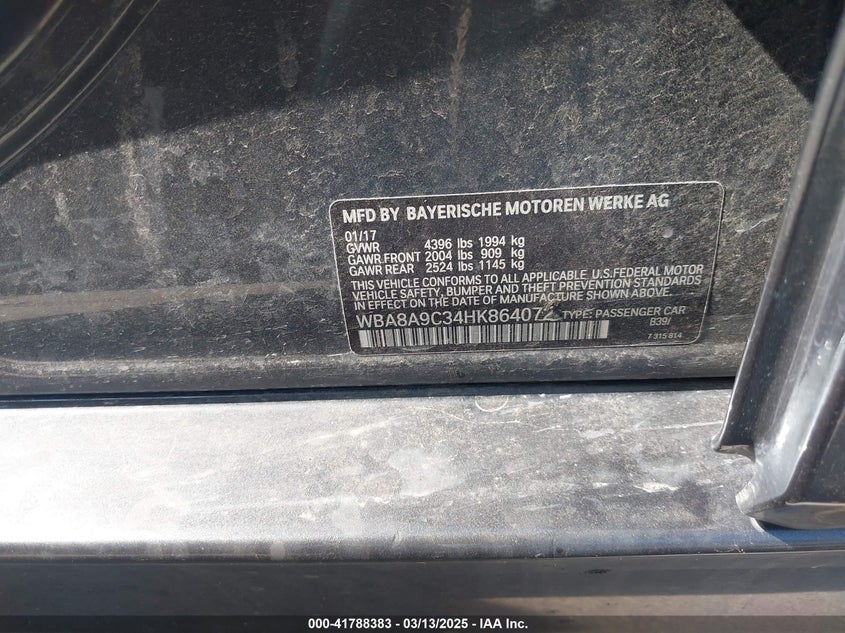 MFD BY BAYERISCHE MOTOREN WERKE AG
01/17
GVWR 4396 lbs 1994 kg
GAWR FRONT 2004 lbs 909 kg
GAWR REAR 2524 lbs 1145 kg
THIS VEHICLE CONFORMS TO ALL APPLICABLE U.S.FEDERAL MOTOR
VEHICLE SAFETY, BUMPER AND THEFT PREVENTION STANDARDS
IN EFFECT ON THE DATE OF MANUFACTURE SHOWN ABOVE.
WBA8A9C34HK864072 TYPE: PASSENGER CAR
B39/
7 315 814
000-41788383 - 03/13/2025 - IAA Inc.